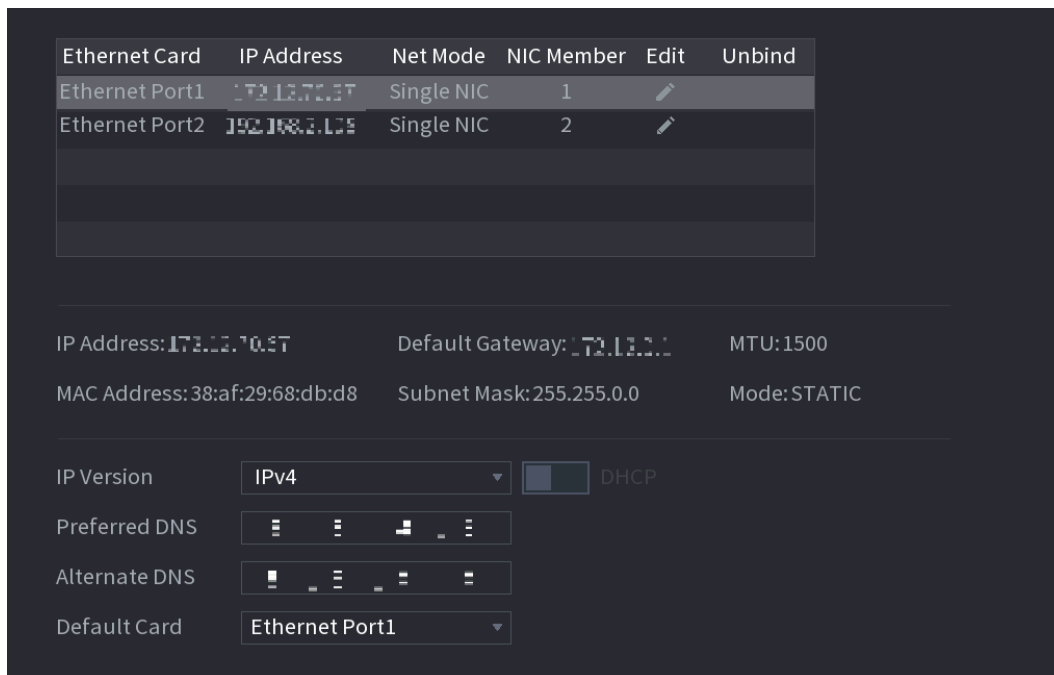 Ethernet Card IP Address Net Mode NIC Member Edit Unbind
Ethernet Port1 Single NIC 1
Ethernet Port2 Single NIC 2
IP Address: Default Gateway: MTU:1500
MAC Address:38:af:29:68:db:d8 Subnet Mask:255.255.0.0 Mode:STATIC
IP Version IPv4 DHCP
Preferred DNS
Alternate DNS
Default Card Ethernet Port1